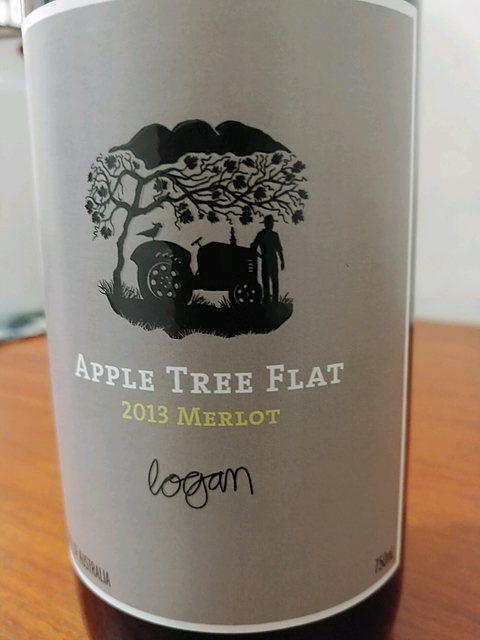 APPLE TREE FLAT
2013 MERLOT
logan
AUSTRALIA
750mL